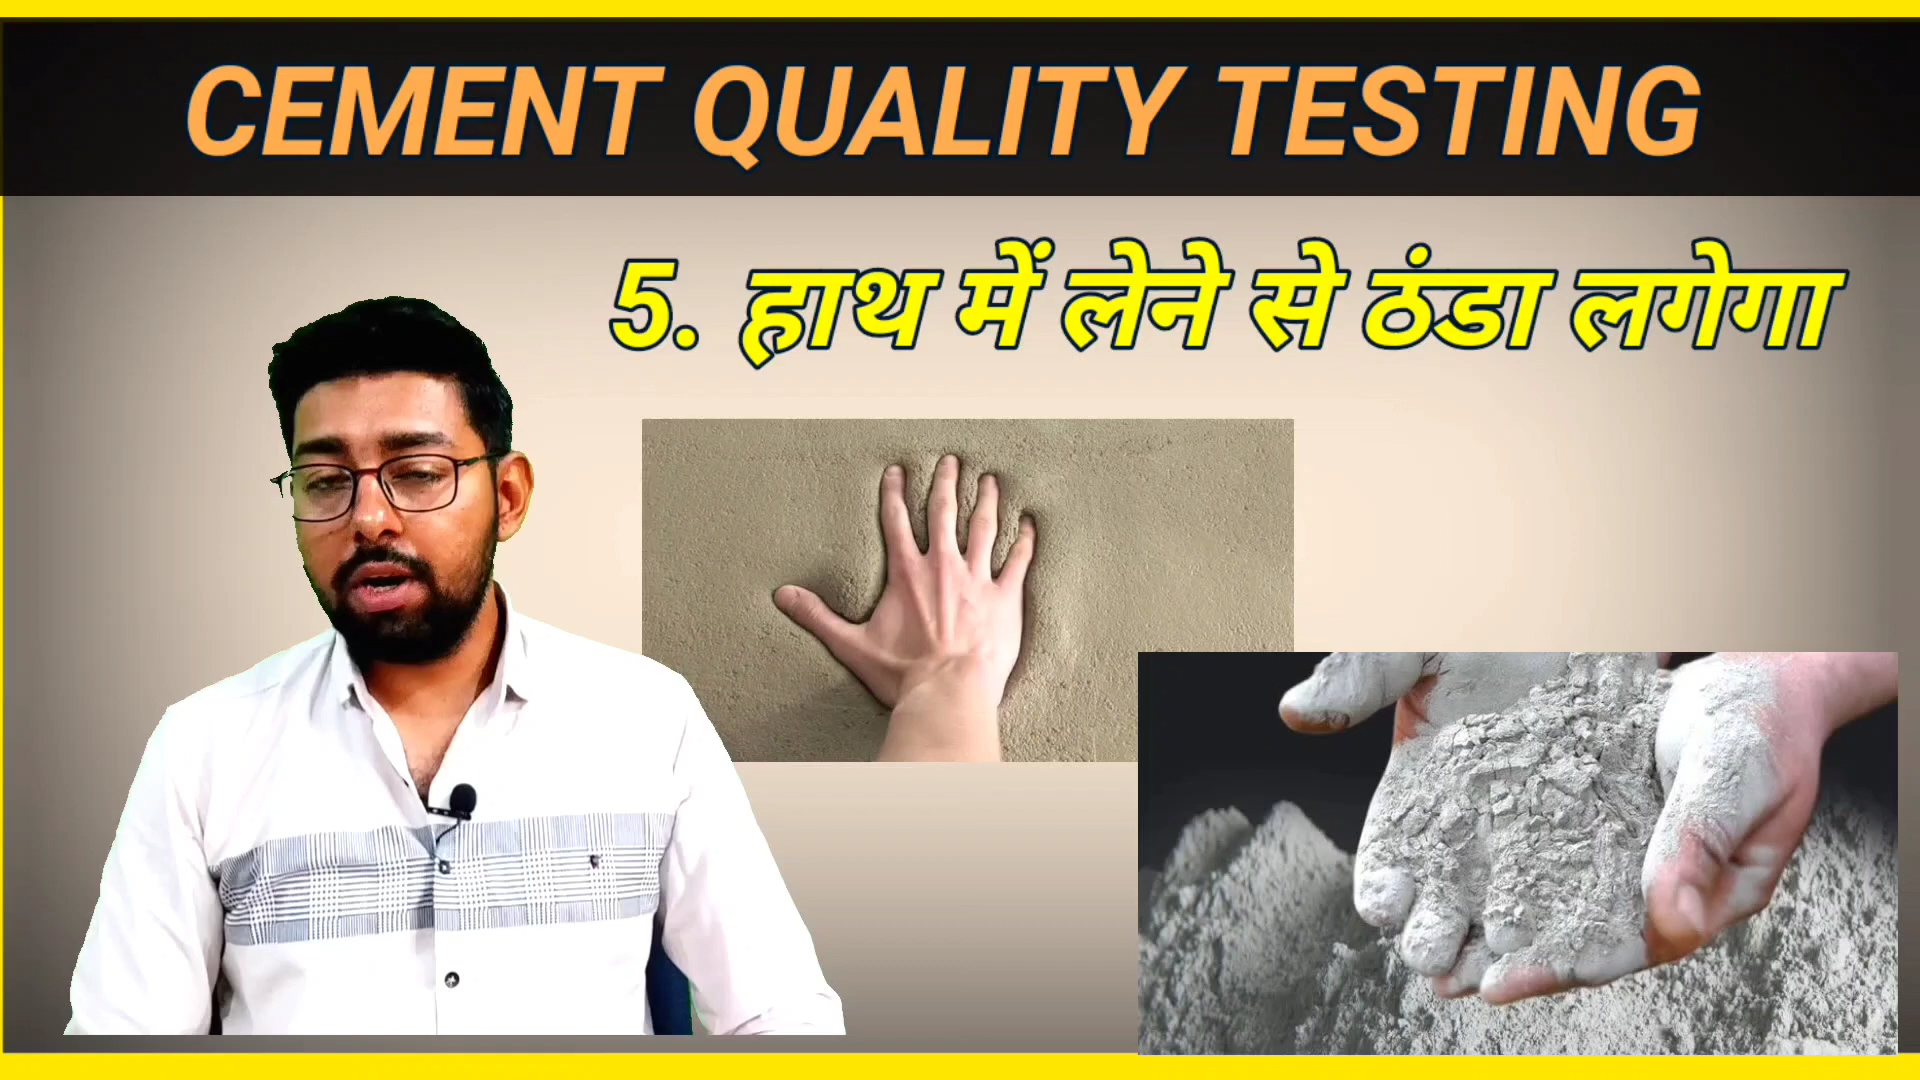 CEMENT QUALITY TESTING
5. हाथ में लेने से ठंडा लगेगा